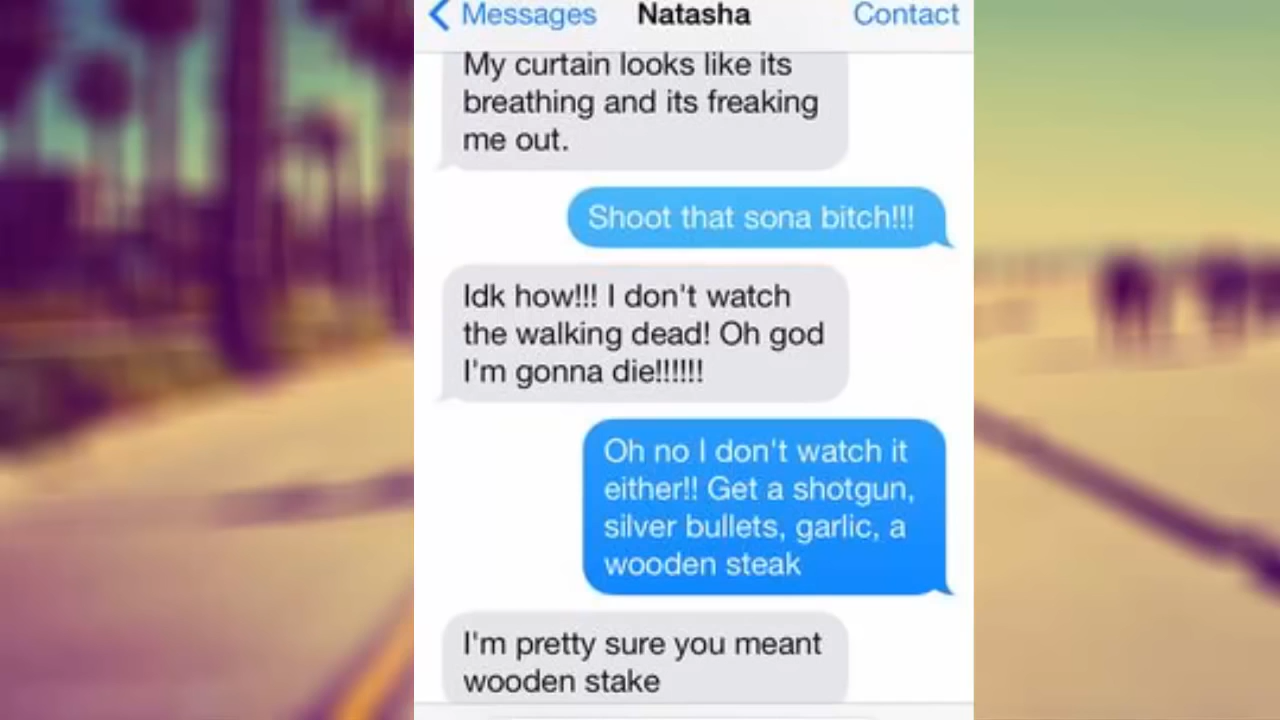 Messages Natasha Contact
My curtain looks like its
breathing and its freaking
me out.
Shoot that sona bitch!!!
Idk how!!! I don't watch
the walking dead! Oh god
I'm gonna die!!!!!!
Oh no I don't watch it
either!! Get a shotgun,
silver bullets, garlic, a
wooden steak
I'm pretty sure you meant
wooden stake